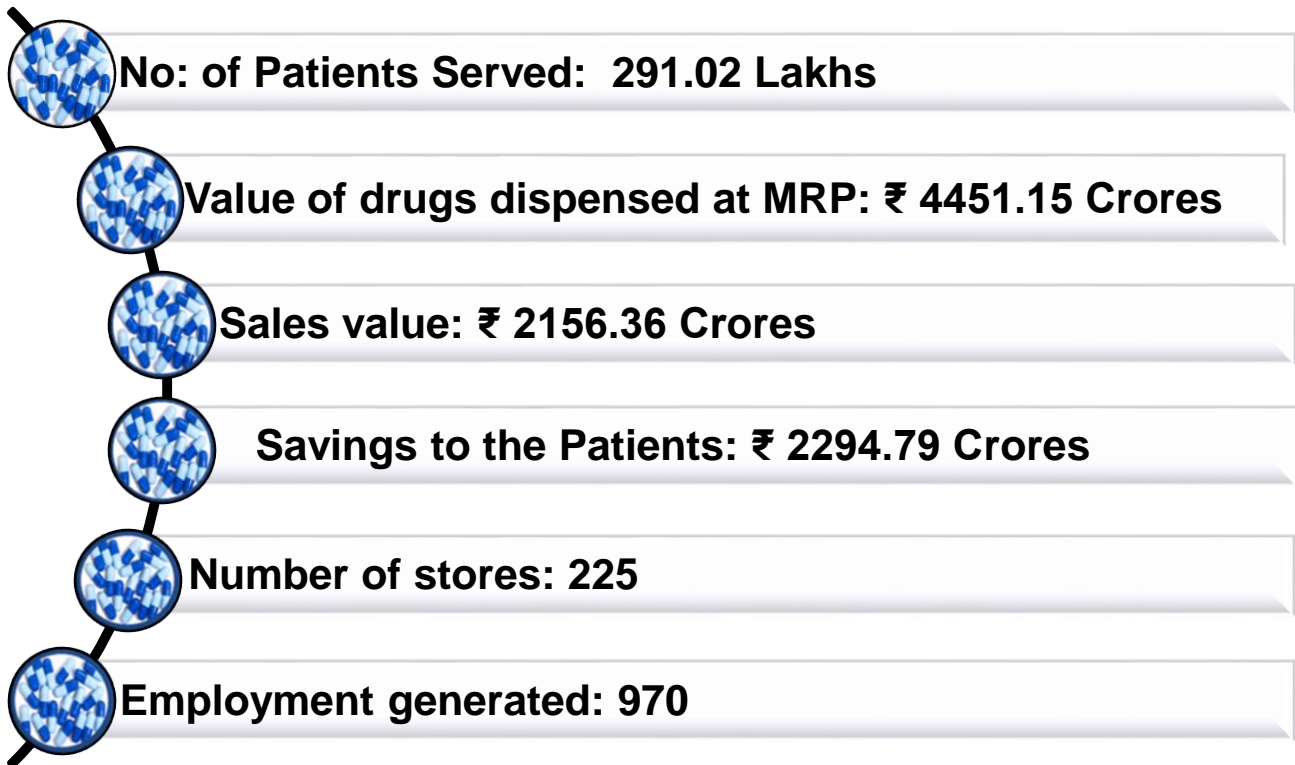 No: of Patients Served: 291.02 Lakhs
Value of drugs dispensed at MRP: ₹ 4451.15 Crores
Sales value: ₹ 2156.36 Crores
Savings to the Patients: ₹ 2294.79 Crores
Number of stores: 225
Employment generated: 970